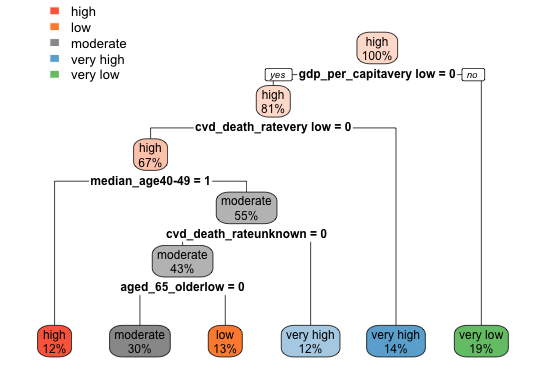 high
low
moderate
very high
very low
high
100%
yes
gdp_per_capitavery low = 0
no
high
81%
cvd_death_ratevery low = 0
high
67%
median_age40-49 = 1
moderate
55%
cvd_death_rateunknown = 0
moderate
43%
aged_65_olderlow = 0
high
12%
moderate
30%
low
13%
very high
12%
very high
14%
very low
19%